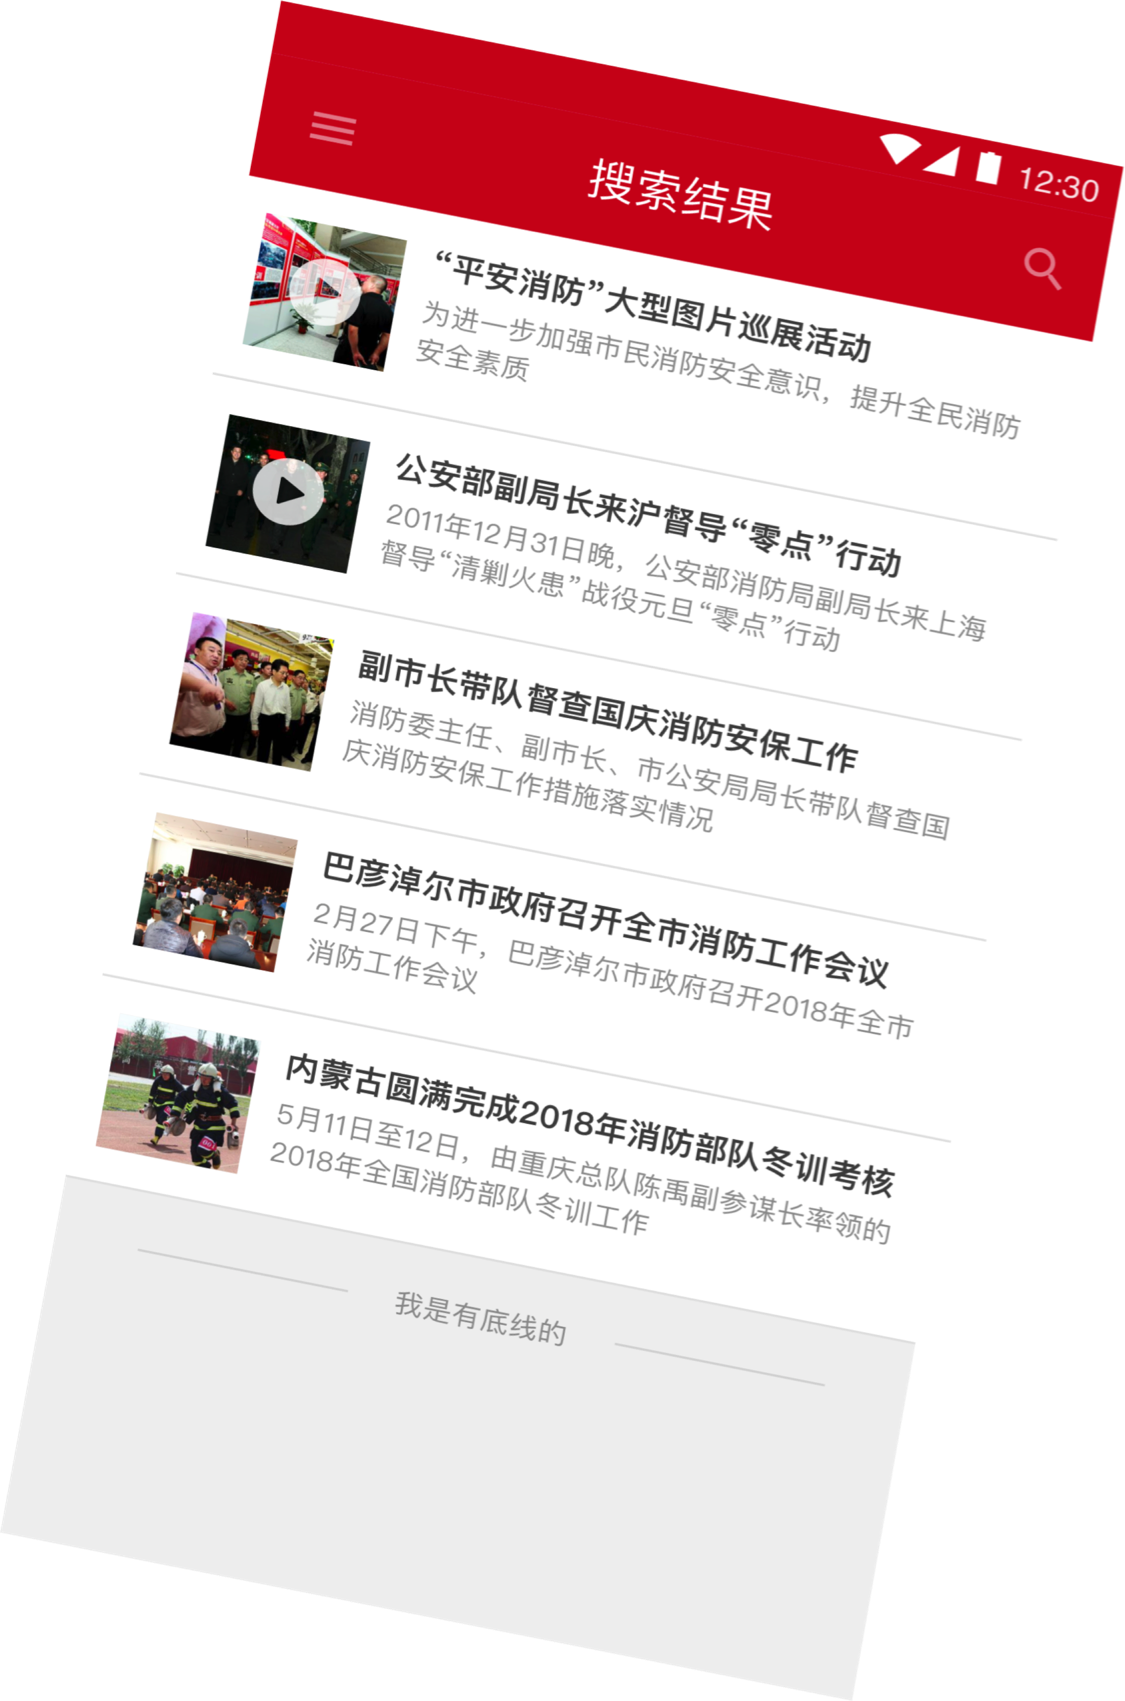 12:30
搜索结果
“平安消防”大型图片巡展活动
为进一步加强市民消防安全意识，提升全民消防
安全素质
公安部副局长来沪督导“零点”行动
2011年12月31日晚，公安部消防局副局长来上海
督导“清剿火患”战役元旦“零点”行动
副市长带队督查国庆消防安保工作
消防委主任、副市长、市公安局局长带队督查国
庆消防安保工作措施落实情况
巴彦淖尔市政府召开全市消防工作会议
2月27日下午，巴彦淖尔市政府召开2018年全市
消防工作会议
内蒙古圆满完成2018年消防部队冬训考核
5月11日至12日，由重庆总队陈禹副参谋长率领的
2018年全国消防部队冬训工作
我是有底线的